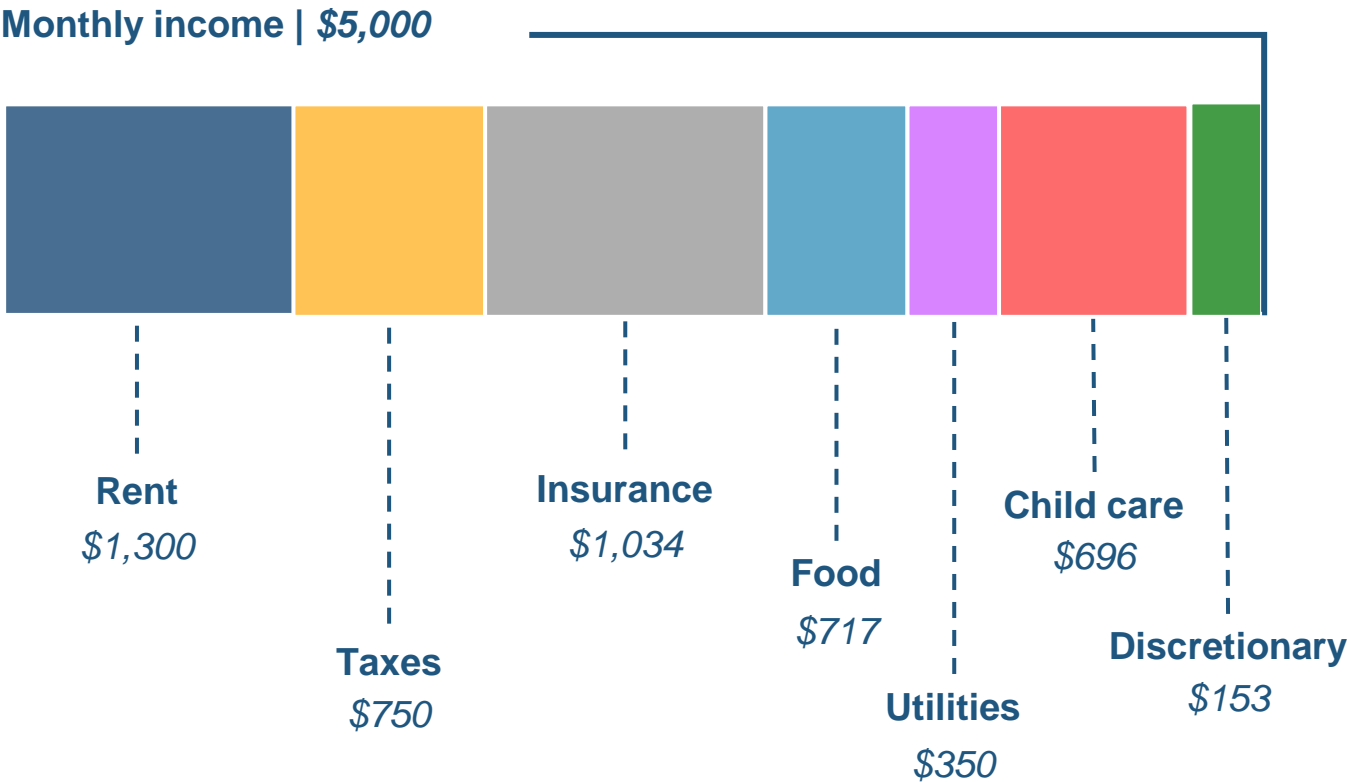 Monthly income | $5,000
Rent
$1,300
Taxes
$750
Insurance
$1,034
Food
$717
Utilities
$350
Child care
$696
Discretionary
$153